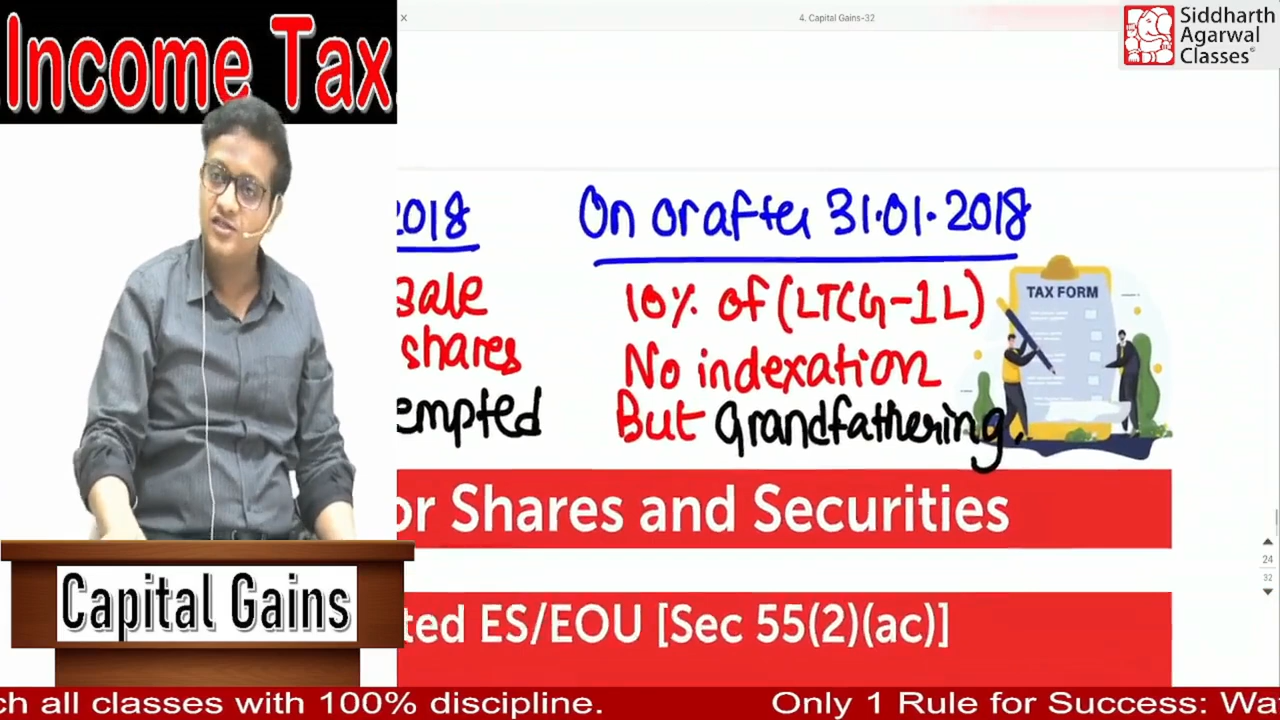 Income Tax
4. Capital Gains-32
Siddharth
Agarwal
Classes®
2018
On or after 31.01.2018
sale
shares
empted
10% of (LTCG-1L)
No indexation
But Grandfathering.
TAX FORM
or Shares and Securities
ted ES/EOU [Sec 55(2)(ac)]
24
32
Capital Gains
ch all classes with 100% discipline.
Only 1 Rule for Success: Wa